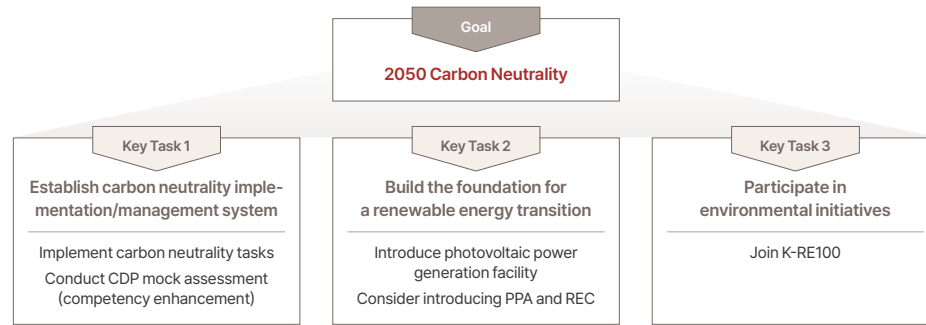 Goal
2050 Carbon Neutrality
Key Task 1
Establish carbon neutrality imple-
mentation/management system
Implement carbon neutrality tasks
Conduct CDP mock assessment
(competency enhancement)
Key Task 2
Build the foundation for
a renewable energy transition
Introduce photovoltaic power
generation facility
Consider introducing PPA and REC
Key Task 3
Participate in
environmental initiatives
Join K-RE100